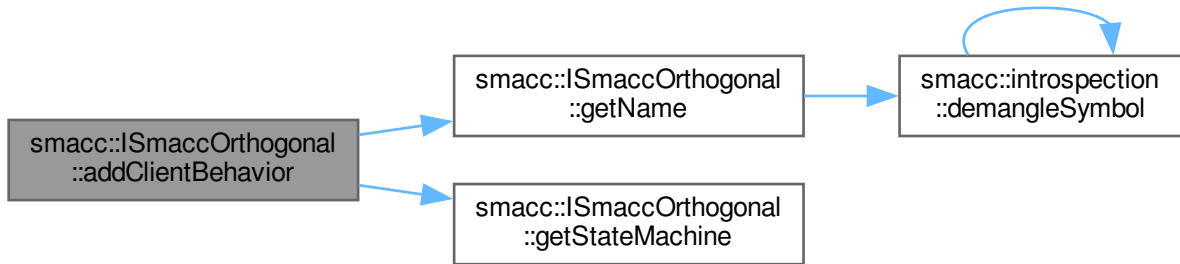 smacc::ISmaccOrthogonal
::addClientBehavior
smacc::ISmaccOrthogonal
::getName
smacc::introspection
::demangleSymbol
smacc::ISmaccOrthogonal
::getStateMachine